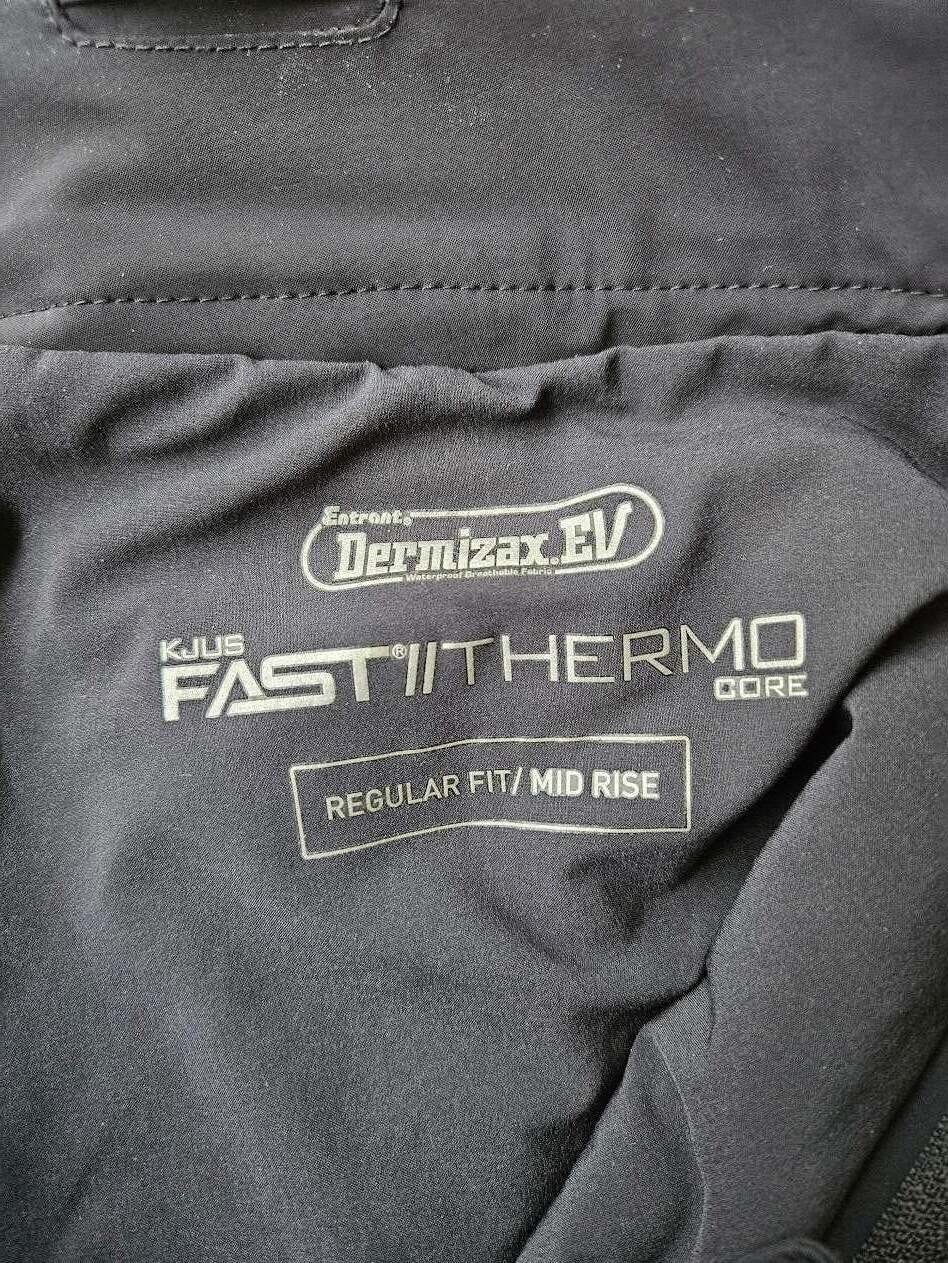 Entrant®
Dermizax®EV
Waterproof Breathable Fabric
KJUS
FAST®//THERMO
CORE
REGULAR FIT/ MID RISE